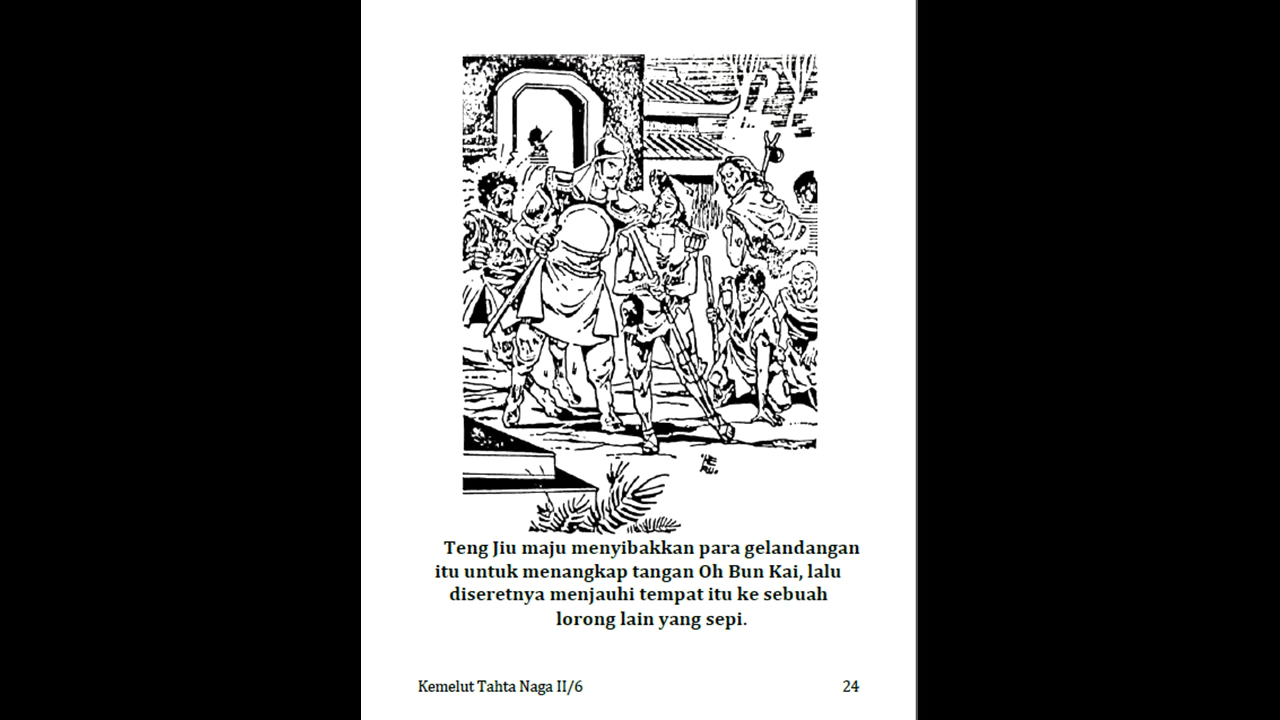 Teng Jiu maju menyibakkan para gelandangan
itu untuk menangkap tangan Oh Bun Kai, lalu
diseretnya menjauhi tempat itu ke sebuah
lorong lain yang sepi.
Kemelut Tahta Naga II/6
24